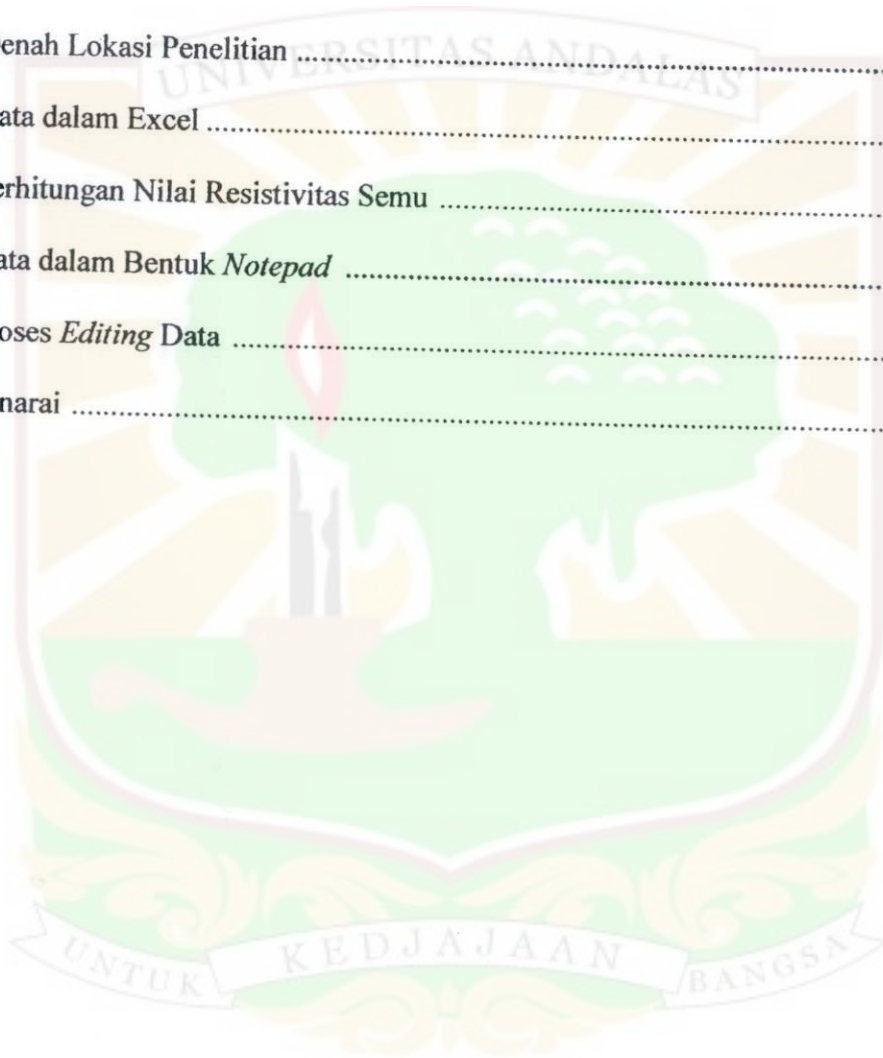 enah Lokasi Penelitian ........................................................
UNIVERSITAS ANDALAS
ata dalam Excel ........................................................
erhitungan Nilai Resistivitas Semu ........................................................
ata dalam Bentuk Notepad ........................................................
oses Editing Data ........................................................
narai ........................................................
UNTUK KEDJAJAAN BANGSA